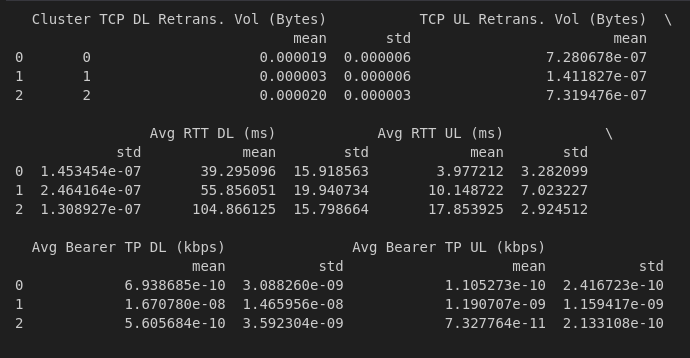 Cluster TCP DL Retrans. Vol (Bytes) TCP UL Retrans. Vol (Bytes) \
mean std mean
0 0 0.000019 0.000006 7.280678e-07
1 1 0.000003 0.000006 1.411827e-07
2 2 0.000020 0.000003 7.319476e-07
Avg RTT DL (ms) Avg RTT UL (ms) \
std mean std mean std
0 1.453454e-07 39.295096 15.918563 3.977212 3.282099
1 2.464164e-07 55.856051 19.940734 10.148722 7.023227
2 1.308927e-07 104.866125 15.798664 17.853925 2.924512
Avg Bearer TP DL (kbps) Avg Bearer TP UL (kbps)
mean std mean std
0 6.938685e-10 3.088260e-09 1.105273e-10 2.416723e-10
1 1.670780e-08 1.465956e-08 1.190707e-09 1.159417e-09
2 5.605684e-10 3.592304e-09 7.327764e-11 2.133108e-10